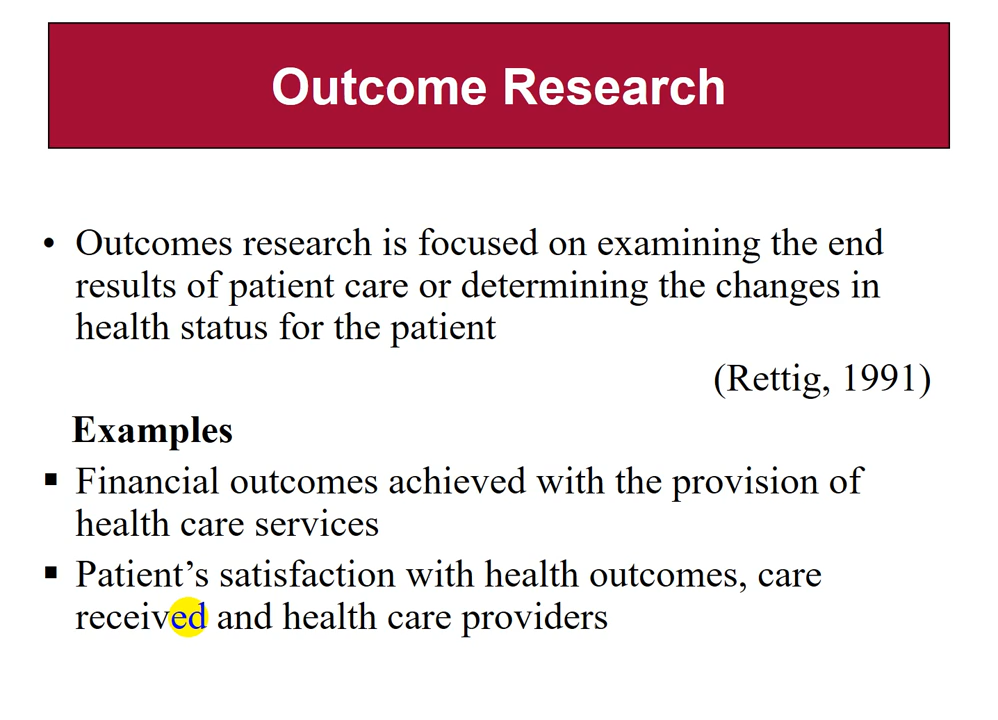 Outcome Research
• Outcomes research is focused on examining the end
results of patient care or determining the changes in
health status for the patient
(Rettig, 1991)
Examples
▪ Financial outcomes achieved with the provision of
health care services
▪ Patient’s satisfaction with health outcomes, care
received and health care providers